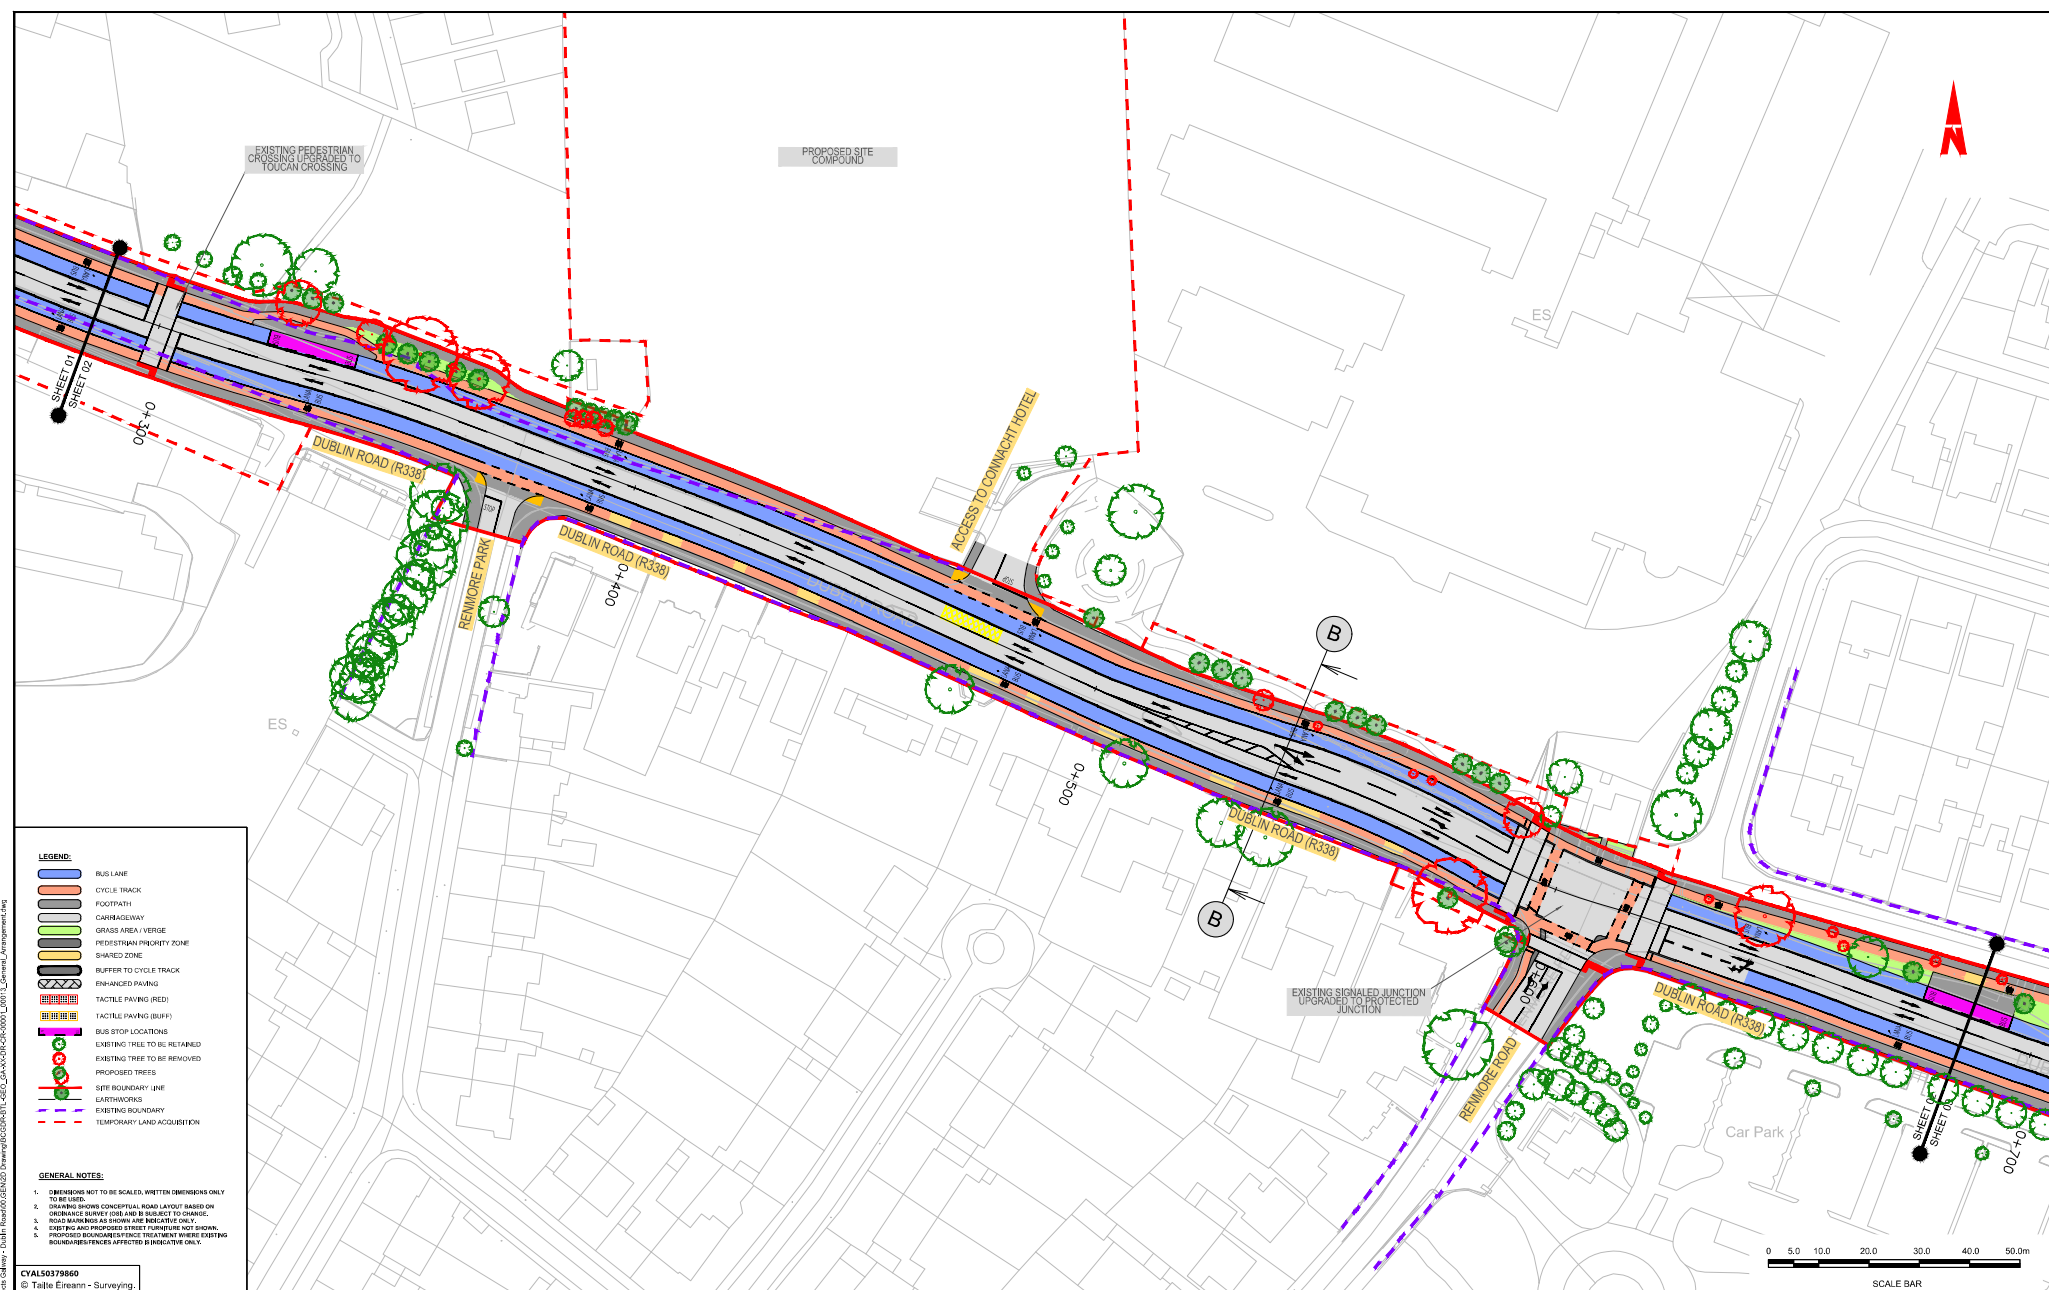 EXISTING PEDESTRIAN
CROSSING UPGRADED TO
TOUCAN CROSSING
PROPOSED SITE
COMPOUND
N
ES
SHEET 01
SHEET 02
0+300
DUBLIN ROAD (R338)
RENMORE PARK
STOP
DUBLIN ROAD (R338)
0+400
DUBLIN ROAD
ACCESS TO CONNACHT HOTEL
STOP
ES
B
0+500
DUBLIN ROAD (R338)
B
EXISTING SIGNALED JUNCTION
UPGRADED TO PROTECTED
JUNCTION
0+600
RENMORE ROAD
DUBLIN ROAD (R338)
Car Park
SHEET 03
0+700
LEGEND:
BUS LANE
CYCLE TRACK
FOOTPATH
CARRIAGEWAY
GRASS AREA / VERGE
PEDESTRIAN PRIORITY ZONE
SHARED ZONE
BUFFER TO CYCLE TRACK
ENHANCED PAVING
TACTILE PAVING (RED)
TACTILE PAVING (BUFF)
BUS STOP LOCATIONS
EXISTING TREE TO BE RETAINED
EXISTING TREE TO BE REMOVED
PROPOSED TREES
SITE BOUNDARY LINE
EARTHWORKS
EXISTING BOUNDARY
TEMPORARY LAND ACQUISITION
GENERAL NOTES:
1. DIMENSIONS NOT TO BE SCALED, WRITTEN DIMENSIONS ONLY
TO BE USED.
2. DRAWING SHOWS CONCEPTUAL ROAD LAYOUT BASED ON
ORDINANCE SURVEY (OSI) AND IS SUBJECT TO CHANGE.
3. ROAD MARKINGS AS SHOWN ARE INDICATIVE ONLY.
4. EXISTING AND PROPOSED STREET FURNITURE NOT SHOWN.
5. PROPOSED BOUNDARIES/FENCE TREATMENT WHERE EXISTING
BOUNDARIES/FENCES AFFECTED IS INDICATIVE ONLY.
CYAL50379860
© Tailte Éireann - Surveying.
0 5.0 10.0 20.0 30.0 40.0 50.0m
SCALE BAR